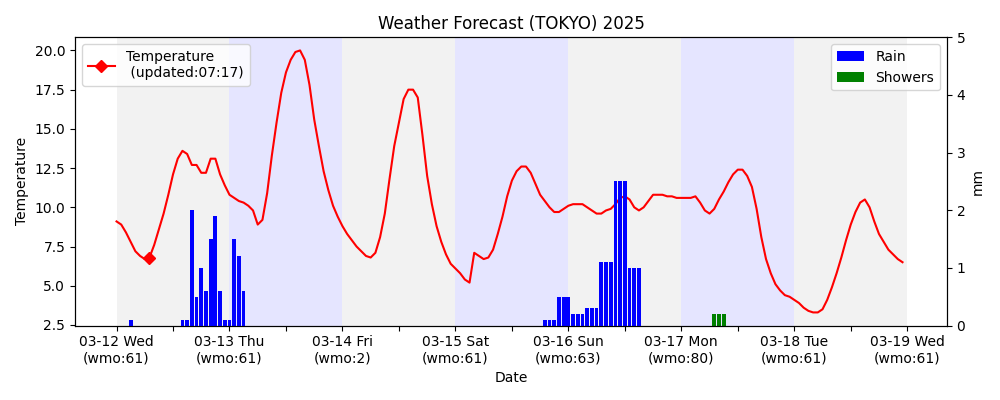 Weather Forecast (TOKYO) 2025
Temperature
(updated:07:17)
Rain
Showers
Temperature
20.0
17.5
15.0
12.5
10.0
7.5
5.0
2.5
5
4
3
2
1
0
mm
03-12 Wed
(wmo:61)
03-13 Thu
(wmo:61)
03-14 Fri
(wmo:2)
03-15 Sat
(wmo:61)
03-16 Sun
(wmo:63)
03-17 Mon
(wmo:80)
03-18 Tue
(wmo:61)
03-19 Wed
(wmo:61)
Date